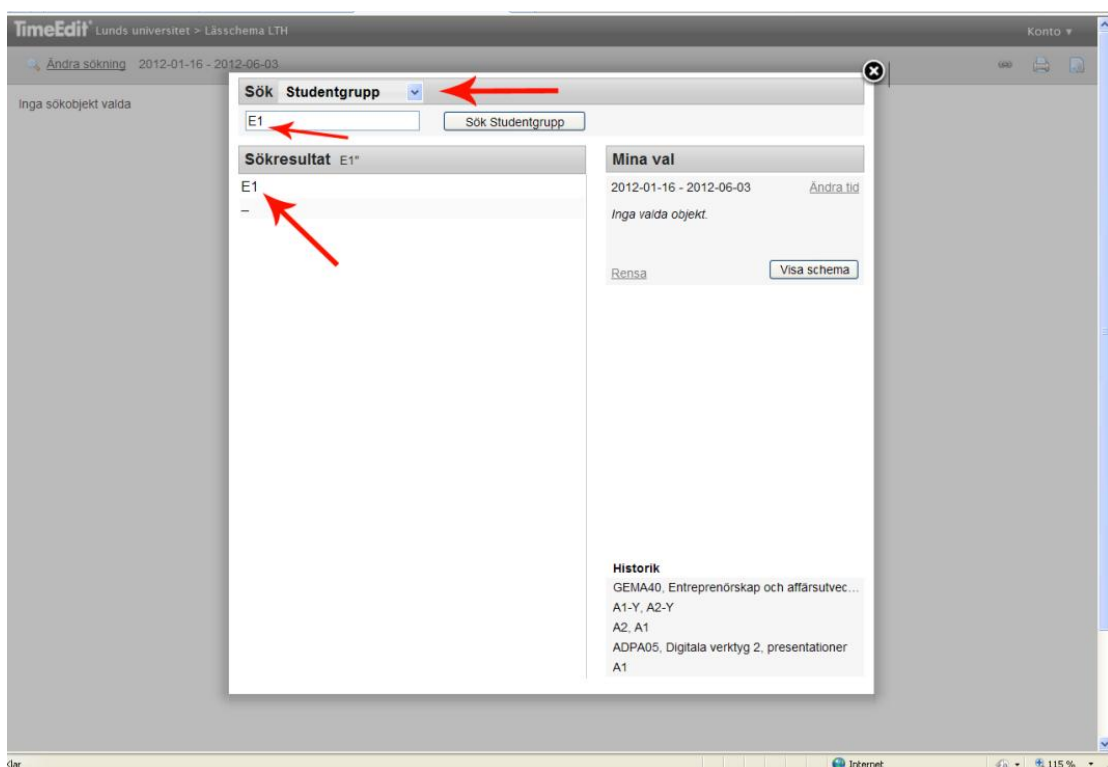 TimeEdit Lunds universitet > Lässchema LTH Konto
Ändra sökning 2012-01-16 - 2012-06-03
Inga sökobjekt valda
Sök Studentgrupp
E1 Sök Studentgrupp
Sökresultat E1*
E1
–
Mina val
2012-01-16 - 2012-06-03 Ändra tid
Inga valda objekt.
Rensa Visa schema
Historik
GEMA40, Entreprenörskap och affärsutvec...
A1-Y, A2-Y
A2, A1
ADPA05, Digitala verktyg 2, presentationer
A1
Internet 115 %